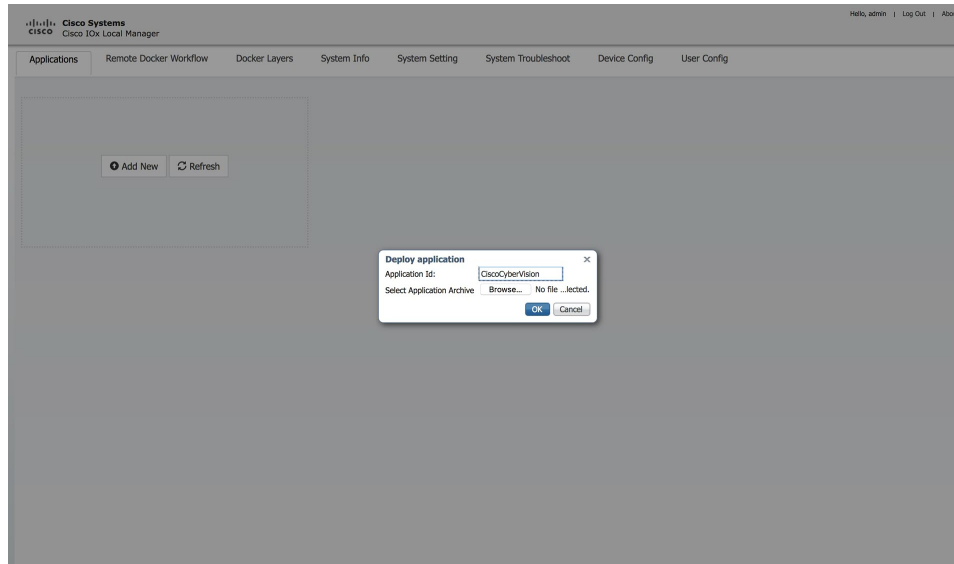 Hello, admin | Log Out | Abo
CISCO
Cisco Systems
Cisco IOx Local Manager
Applications Remote Docker Workflow Docker Layers System Info System Setting System Troubleshoot Device Config User Config
Add New Refresh
Deploy application
Application Id: CiscoCyberVision
Select Application Archive Browse... No file ...lected.
OK Cancel